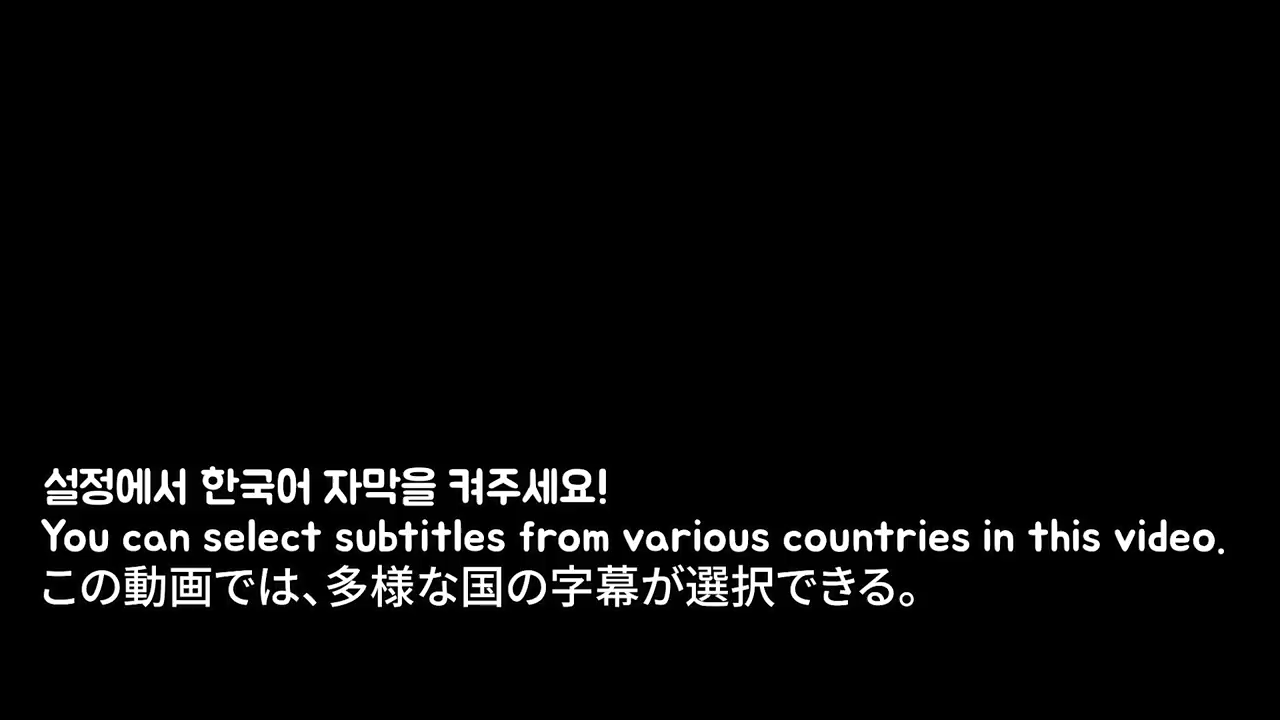 설정에서 한국어 자막을 켜주세요!
You can select subtitles from various countries in this video.
この動画では、多様な国の字幕が選択できる。